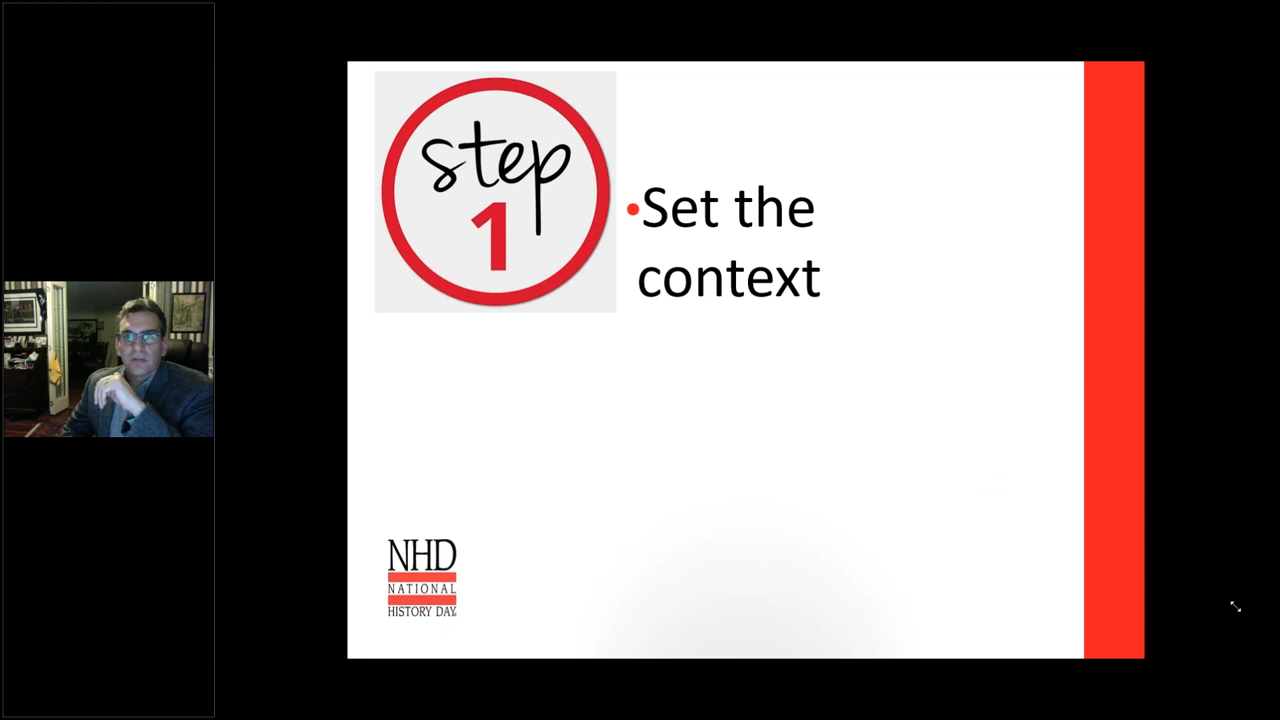 step
1
•Set the
context
NHD
NATIONAL
HISTORY DAY